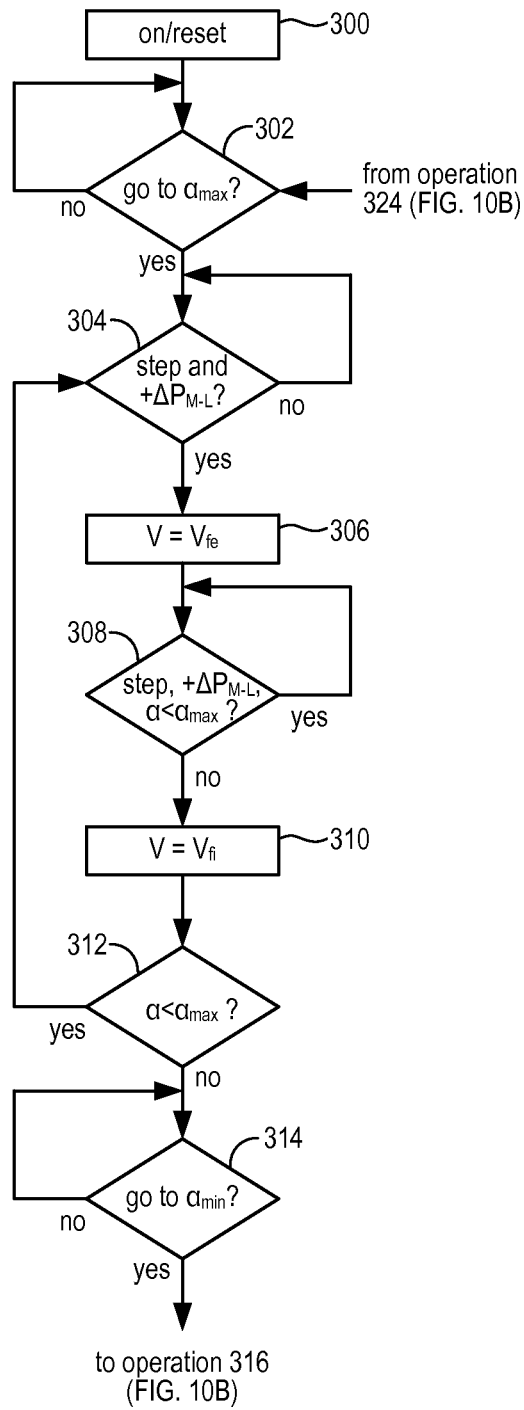 on/reset
300
302
go to αmax?
no
from operation
324 (FIG. 10B)
yes
304
step and
+ΔPM-L?
no
yes
V = Vfe
306
308
step, +ΔPM-L,
α<αmax ?
yes
no
V = Vfi
310
312
α<αmax ?
yes
no
314
go to αmin?
no
yes
to operation 316
(FIG. 10B)